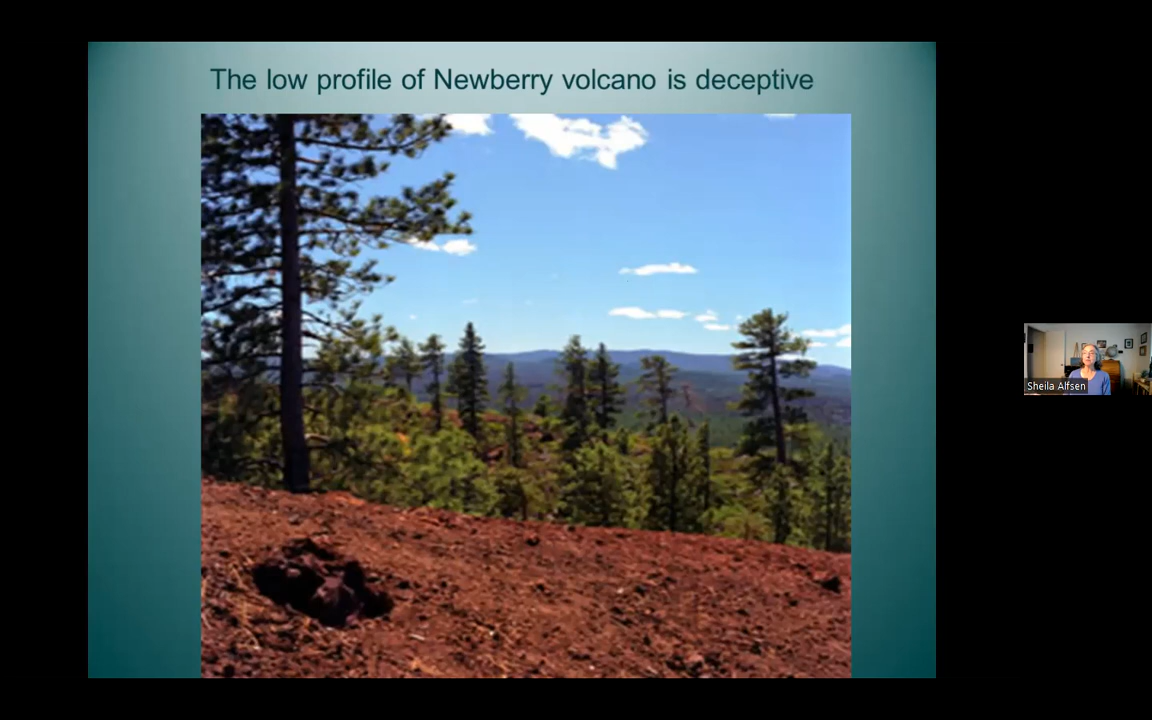 The low profile of Newberry volcano is deceptive
Sheila Alfsen